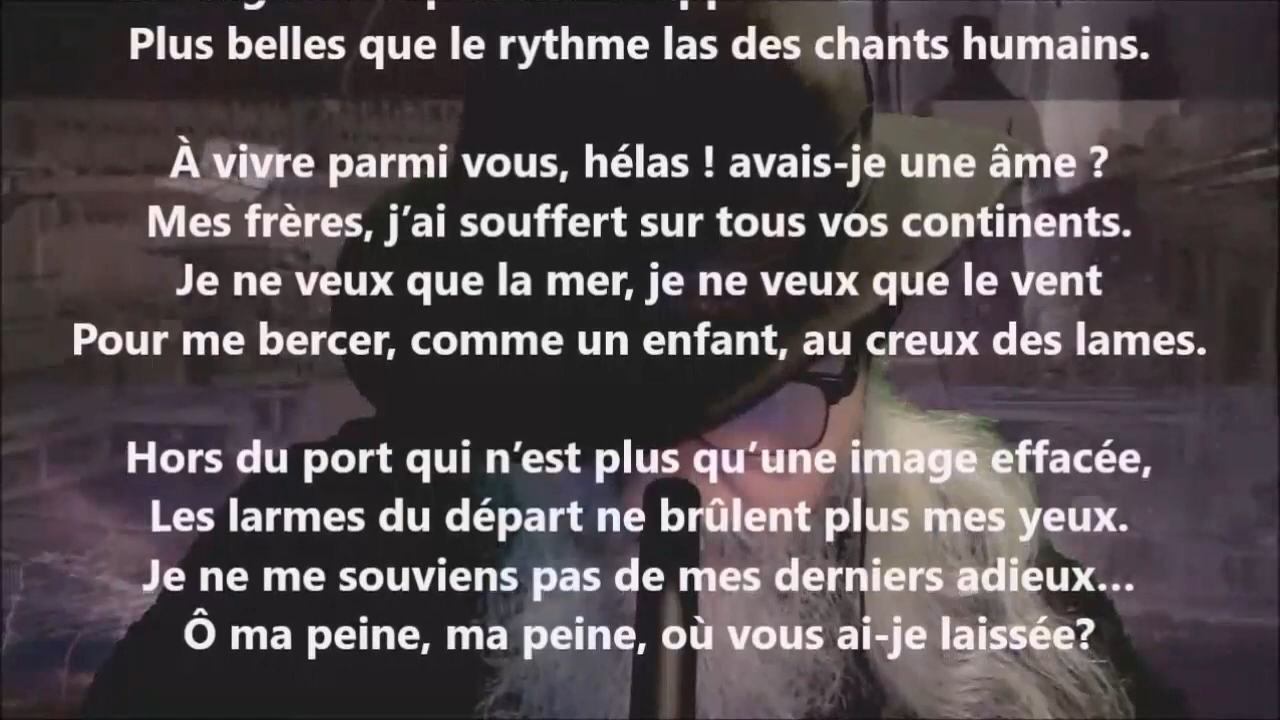 Plus belles que le rythme las des chants humains.
À vivre parmi vous, hélas ! avais-je une âme ?
Mes frères, j’ai souffert sur tous vos continents.
Je ne veux que la mer, je ne veux que le vent
Pour me bercer, comme un enfant, au creux des lames.
Hors du port qui n’est plus qu’une image effacée,
Les larmes du départ ne brûlent plus mes yeux.
Je ne me souviens pas de mes derniers adieux...
Ô ma peine, ma peine, où vous ai-je laissée?